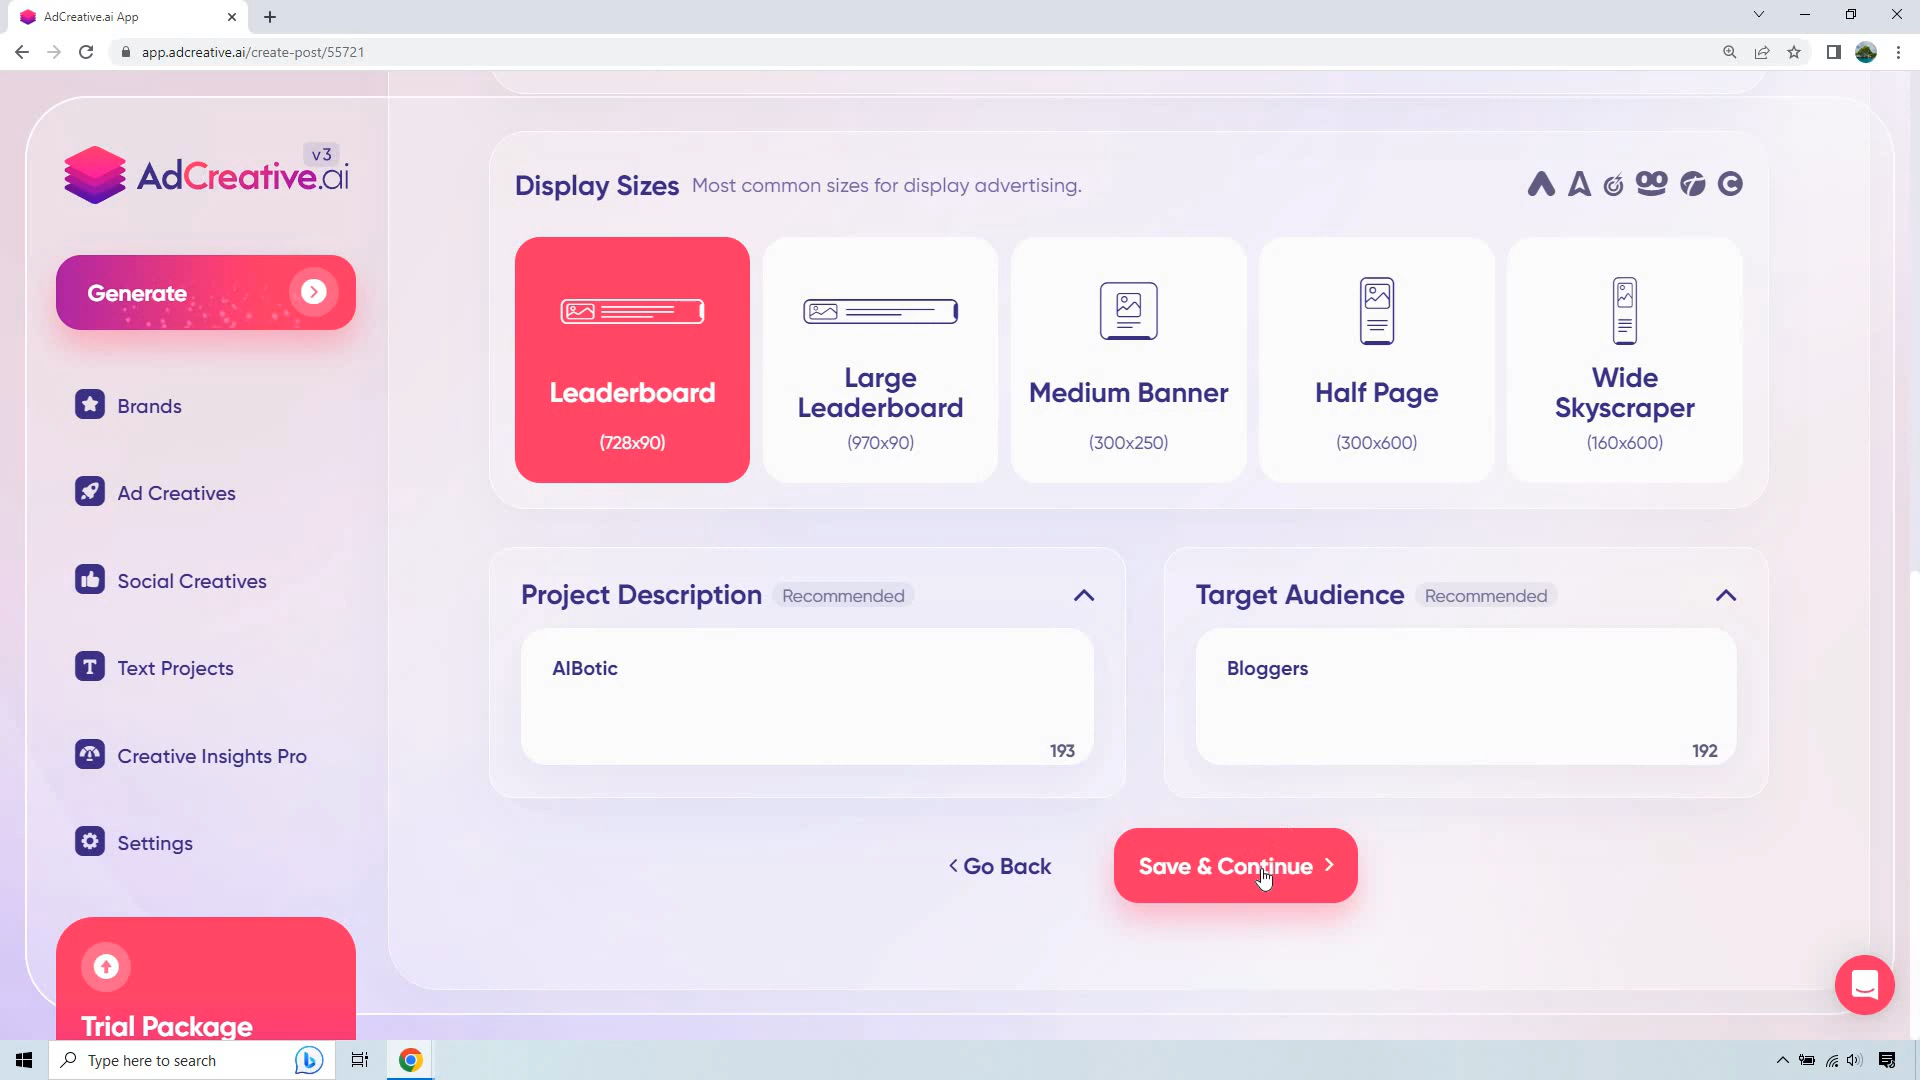 AdCreative.ai App
app.adcreative.ai/create-post/55721
AdCreative.ai v3
Generate
Brands
Ad Creatives
Social Creatives
Text Projects
Creative Insights Pro
Settings
Trial Package
Display Sizes Most common sizes for display advertising.
Leaderboard
(728x90)
Large
Leaderboard
(970x90)
Medium Banner
(300x250)
Half Page
(300x600)
Wide
Skyscraper
(160x600)
Project Description Recommended
AIBotic
193
Target Audience Recommended
Bloggers
192
< Go Back
Save & Continue >
Type here to search